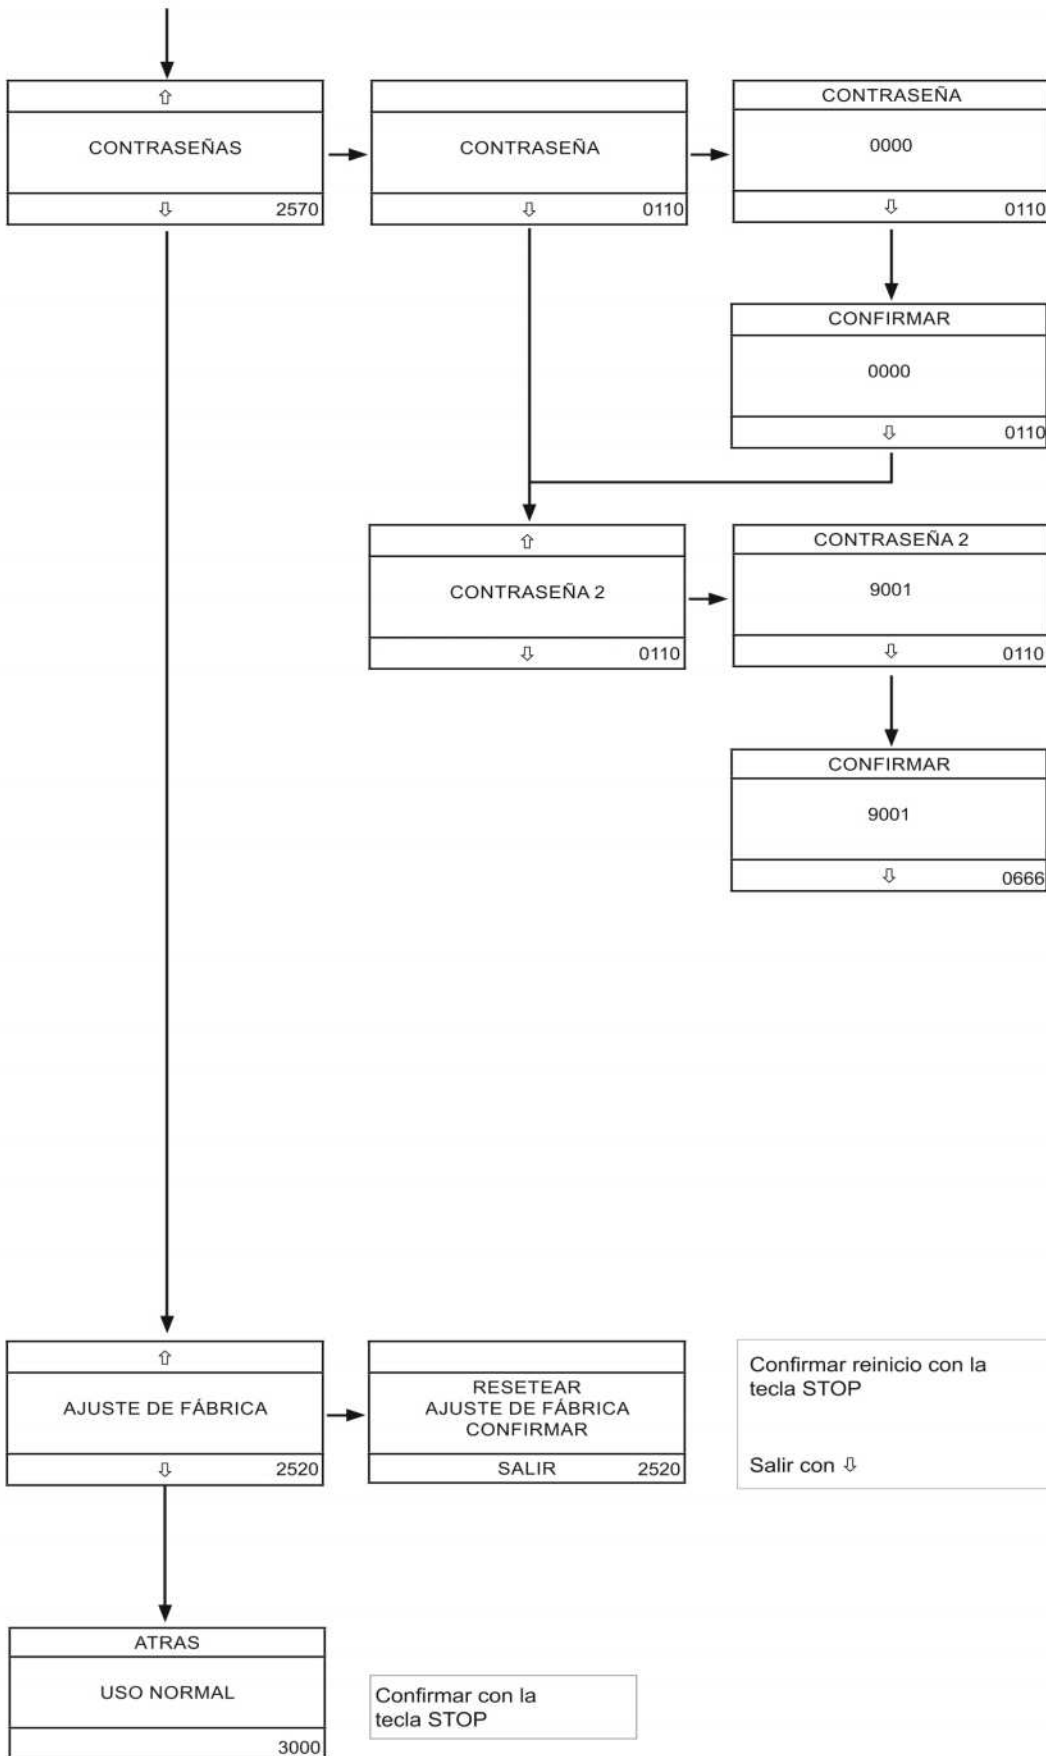 ⇧
CONTRASEÑAS
⇩ 2570
CONTRASEÑA
⇩ 0110
CONTRASEÑA
0000
⇩ 0110
CONFIRMAR
0000
⇩ 0110
⇧
CONTRASEÑA 2
⇩ 0110
CONTRASEÑA 2
9001
⇩ 0110
CONFIRMAR
9001
⇩ 0666
⇧
AJUSTE DE FÁBRICA
⇩ 2520
RESETEAR
AJUSTE DE FÁBRICA
CONFIRMAR
SALIR 2520
Confirmar reinicio con la
tecla STOP
Salir con ⇩
ATRAS
USO NORMAL
3000
Confirmar con la
tecla STOP